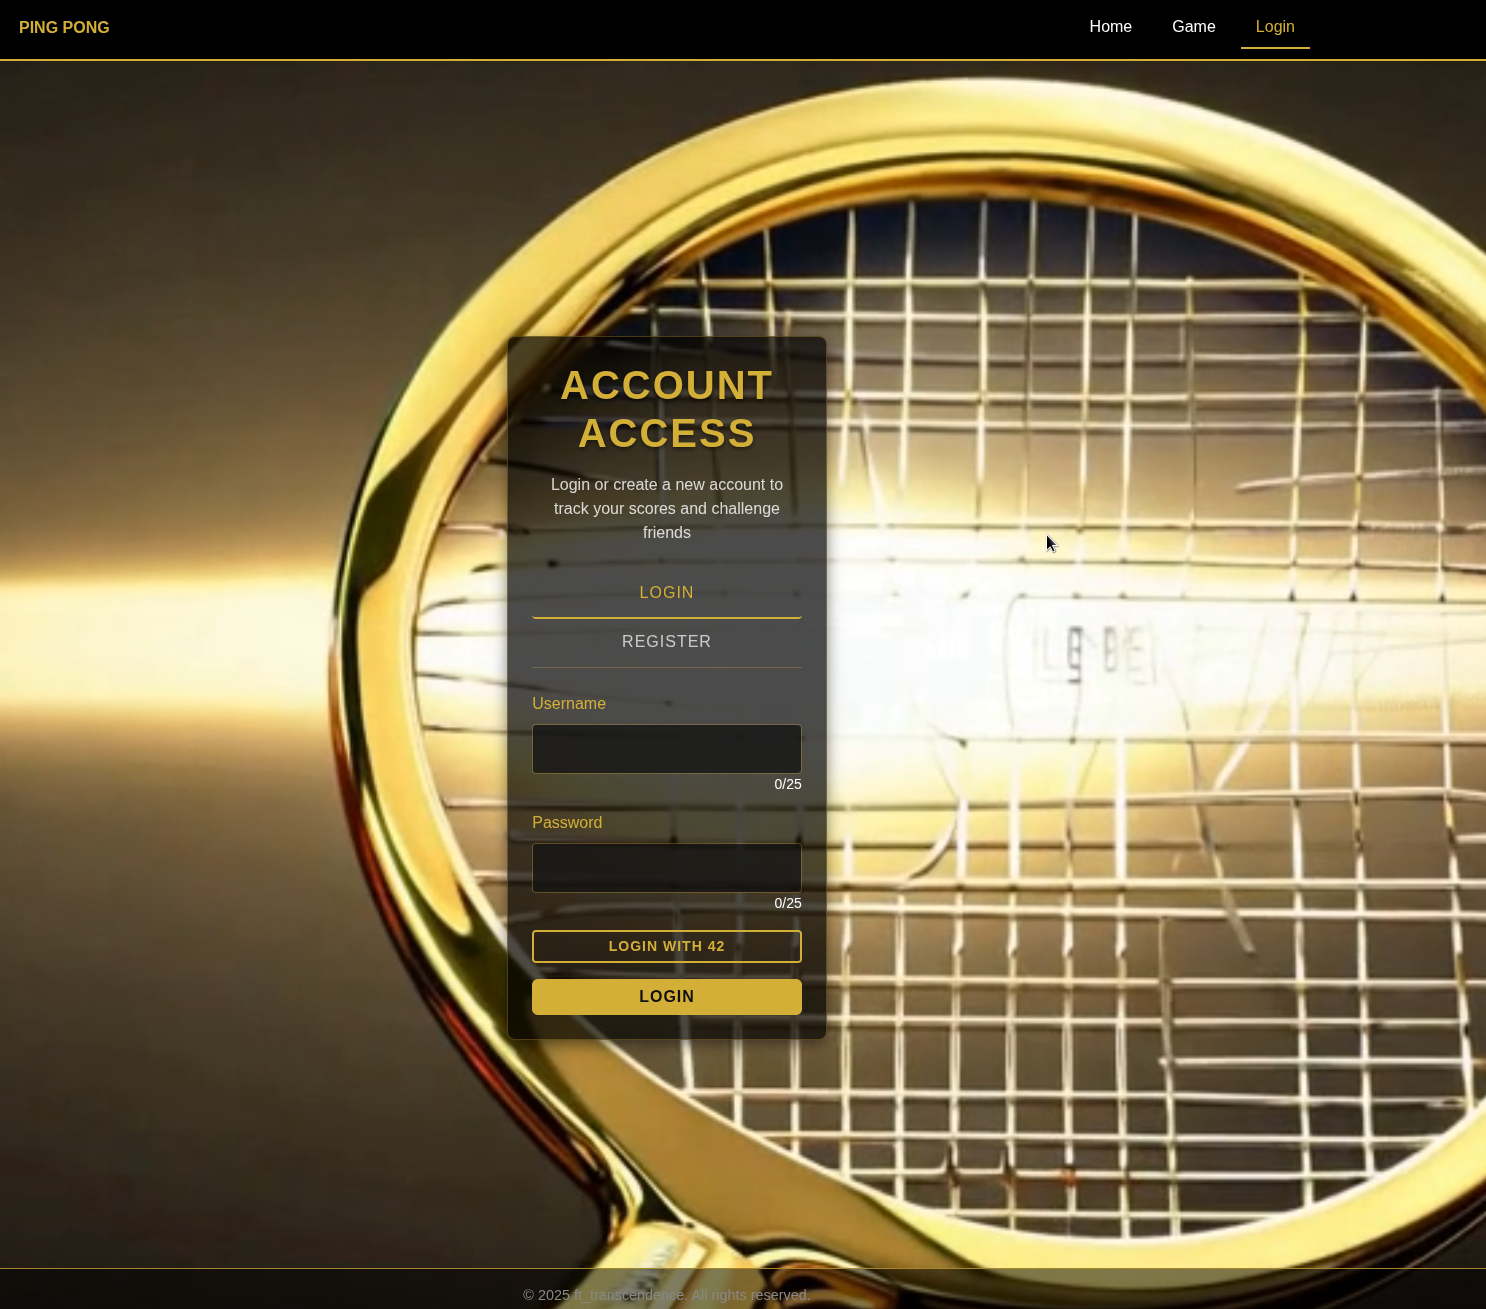 PING PONG
Home Game Login
ACCOUNT
ACCESS
Login or create a new account to
track your scores and challenge
friends
LOGIN
REGISTER
Username
0/25
Password
0/25
LOGIN WITH 42
LOGIN
© 2025 ft_transcendence. All rights reserved.